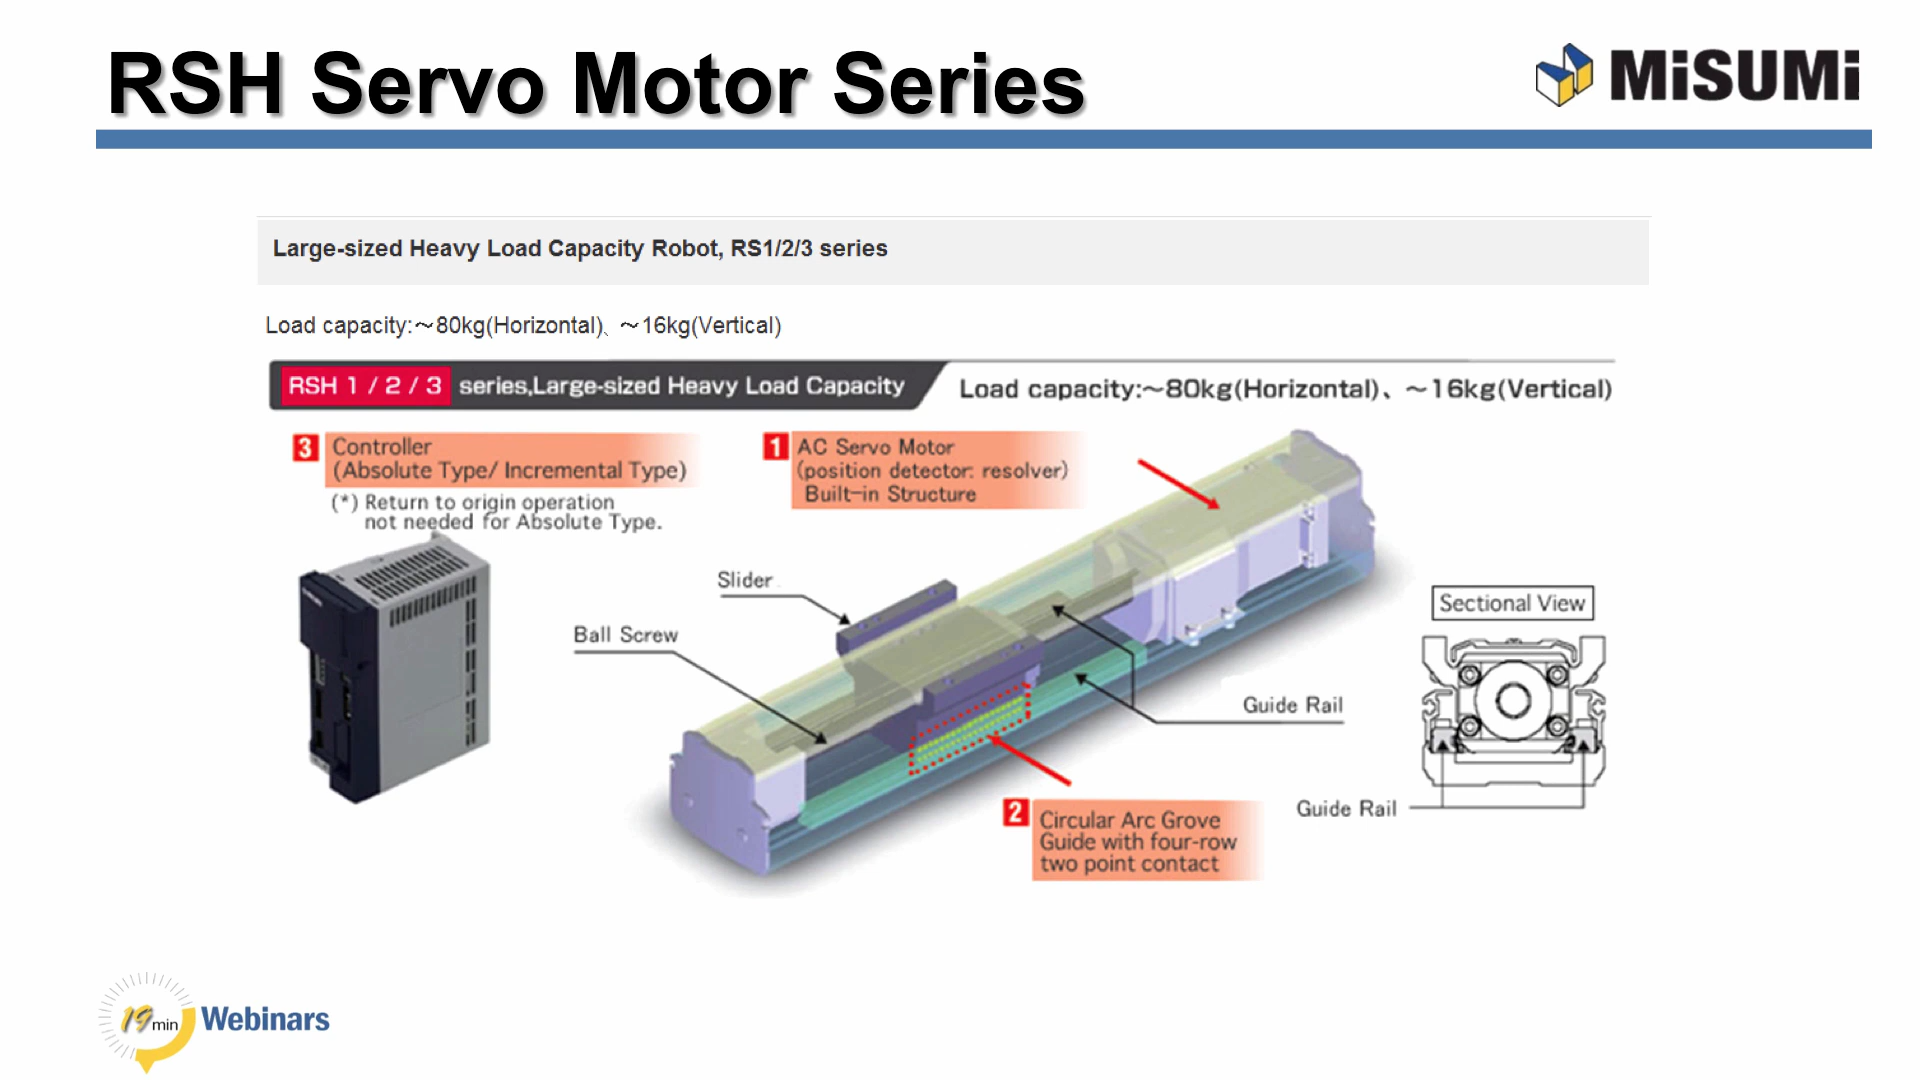 RSH Servo Motor Series
MiSUMi
Large-sized Heavy Load Capacity Robot, RS1/2/3 series
Load capacity:～80kg(Horizontal)、～16kg(Vertical)
RSH 1 / 2 / 3 series,Large-sized Heavy Load Capacity
Load capacity:～80kg(Horizontal)、～16kg(Vertical)
3 Controller
(Absolute Type/ Incremental Type)
(*) Return to origin operation
not needed for Absolute Type.
1 AC Servo Motor
(position detector: resolver)
Built-in Structure
Slider
Ball Screw
Guide Rail
Sectional View
Guide Rail
2 Circular Arc Grove
Guide with four-row
two point contact
19 min Webinars